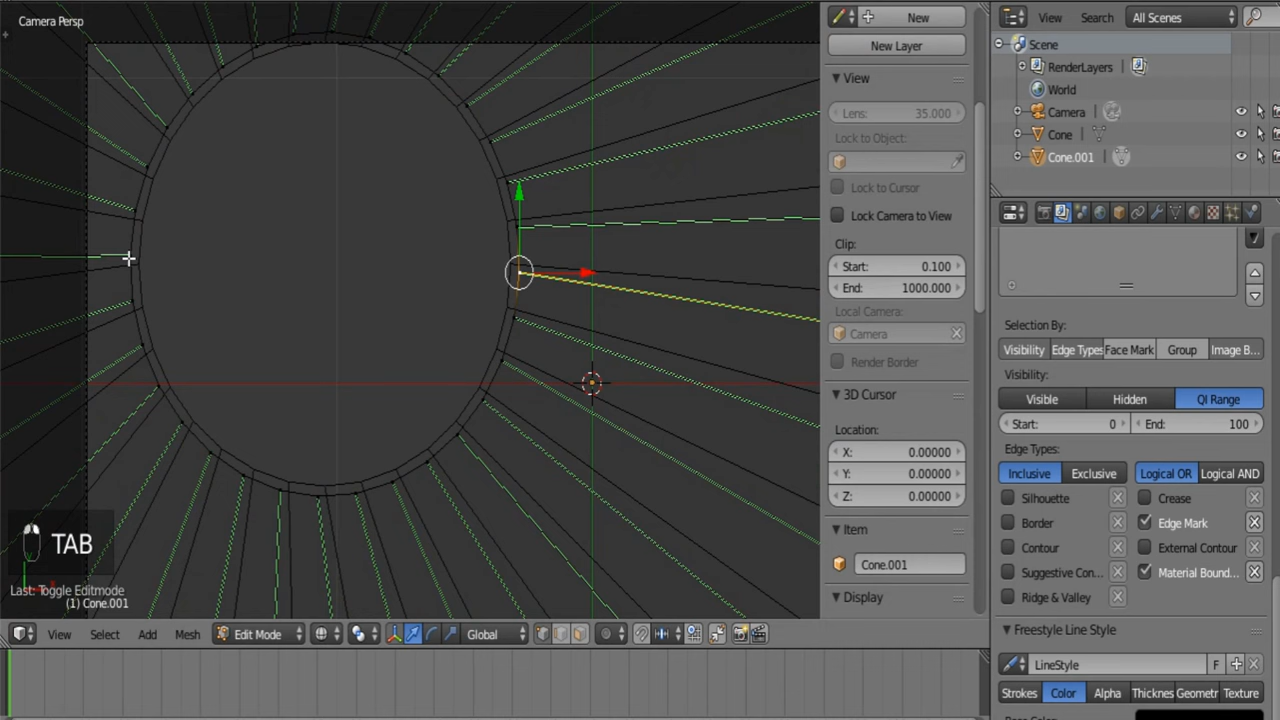 Camera Persp
New
New Layer
View
Lens: 35.000
Lock to Object:
Lock to Cursor
Lock Camera to View
Clip:
Start: 0.100
End: 1000.000
Local Camera:
Camera
Render Border
3D Cursor
Location:
X: 0.00000
Y: 0.00000
Z: 0.00000
Item
Cone.001
Display
TAB
Last: Toggle Editmode
(1) Cone.001
View Select Add Mesh Edit Mode Global
View Search All Scenes
Scene
RenderLayers
World
Camera
Cone
Cone.001
Selection By:
Visibility Edge Types Face Mark Group Image B...
Visibility:
Visible Hidden QI Range
Start: 0 End: 100
Edge Types:
Inclusive Exclusive Logical OR Logical AND
Silhouette Crease
Border Edge Mark
Contour External Contour
Suggestive Con... Material Bound...
Ridge & Valley
Freestyle Line Style
LineStyle F
Strokes Color Alpha Thicknes Geometr Texture